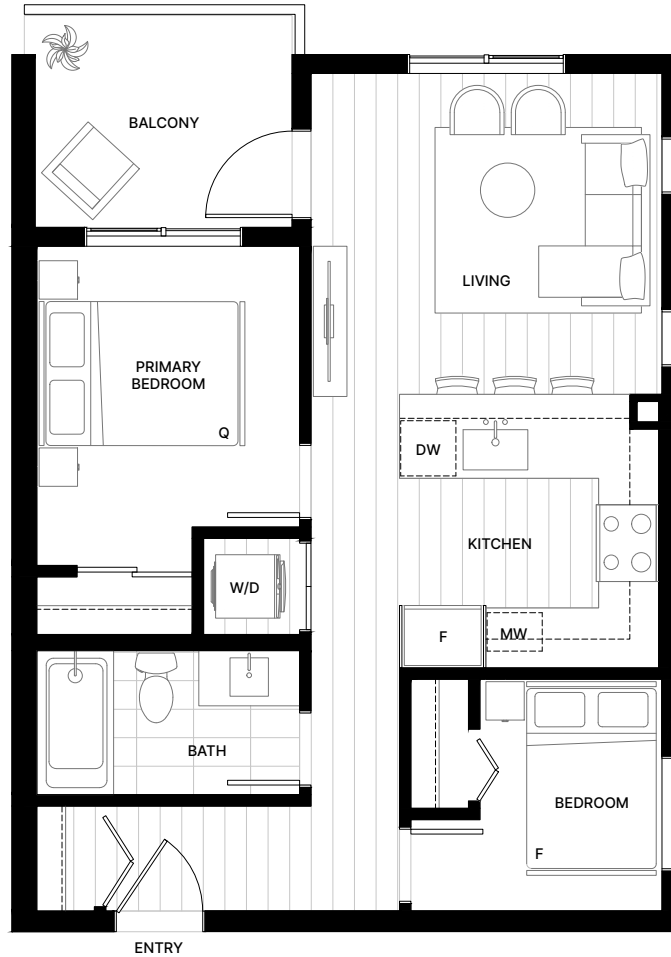 BALCONY
LIVING
PRIMARY
BEDROOM
Q
DW
KITCHEN
W/D
F
MW
BATH
BEDROOM
F
ENTRY